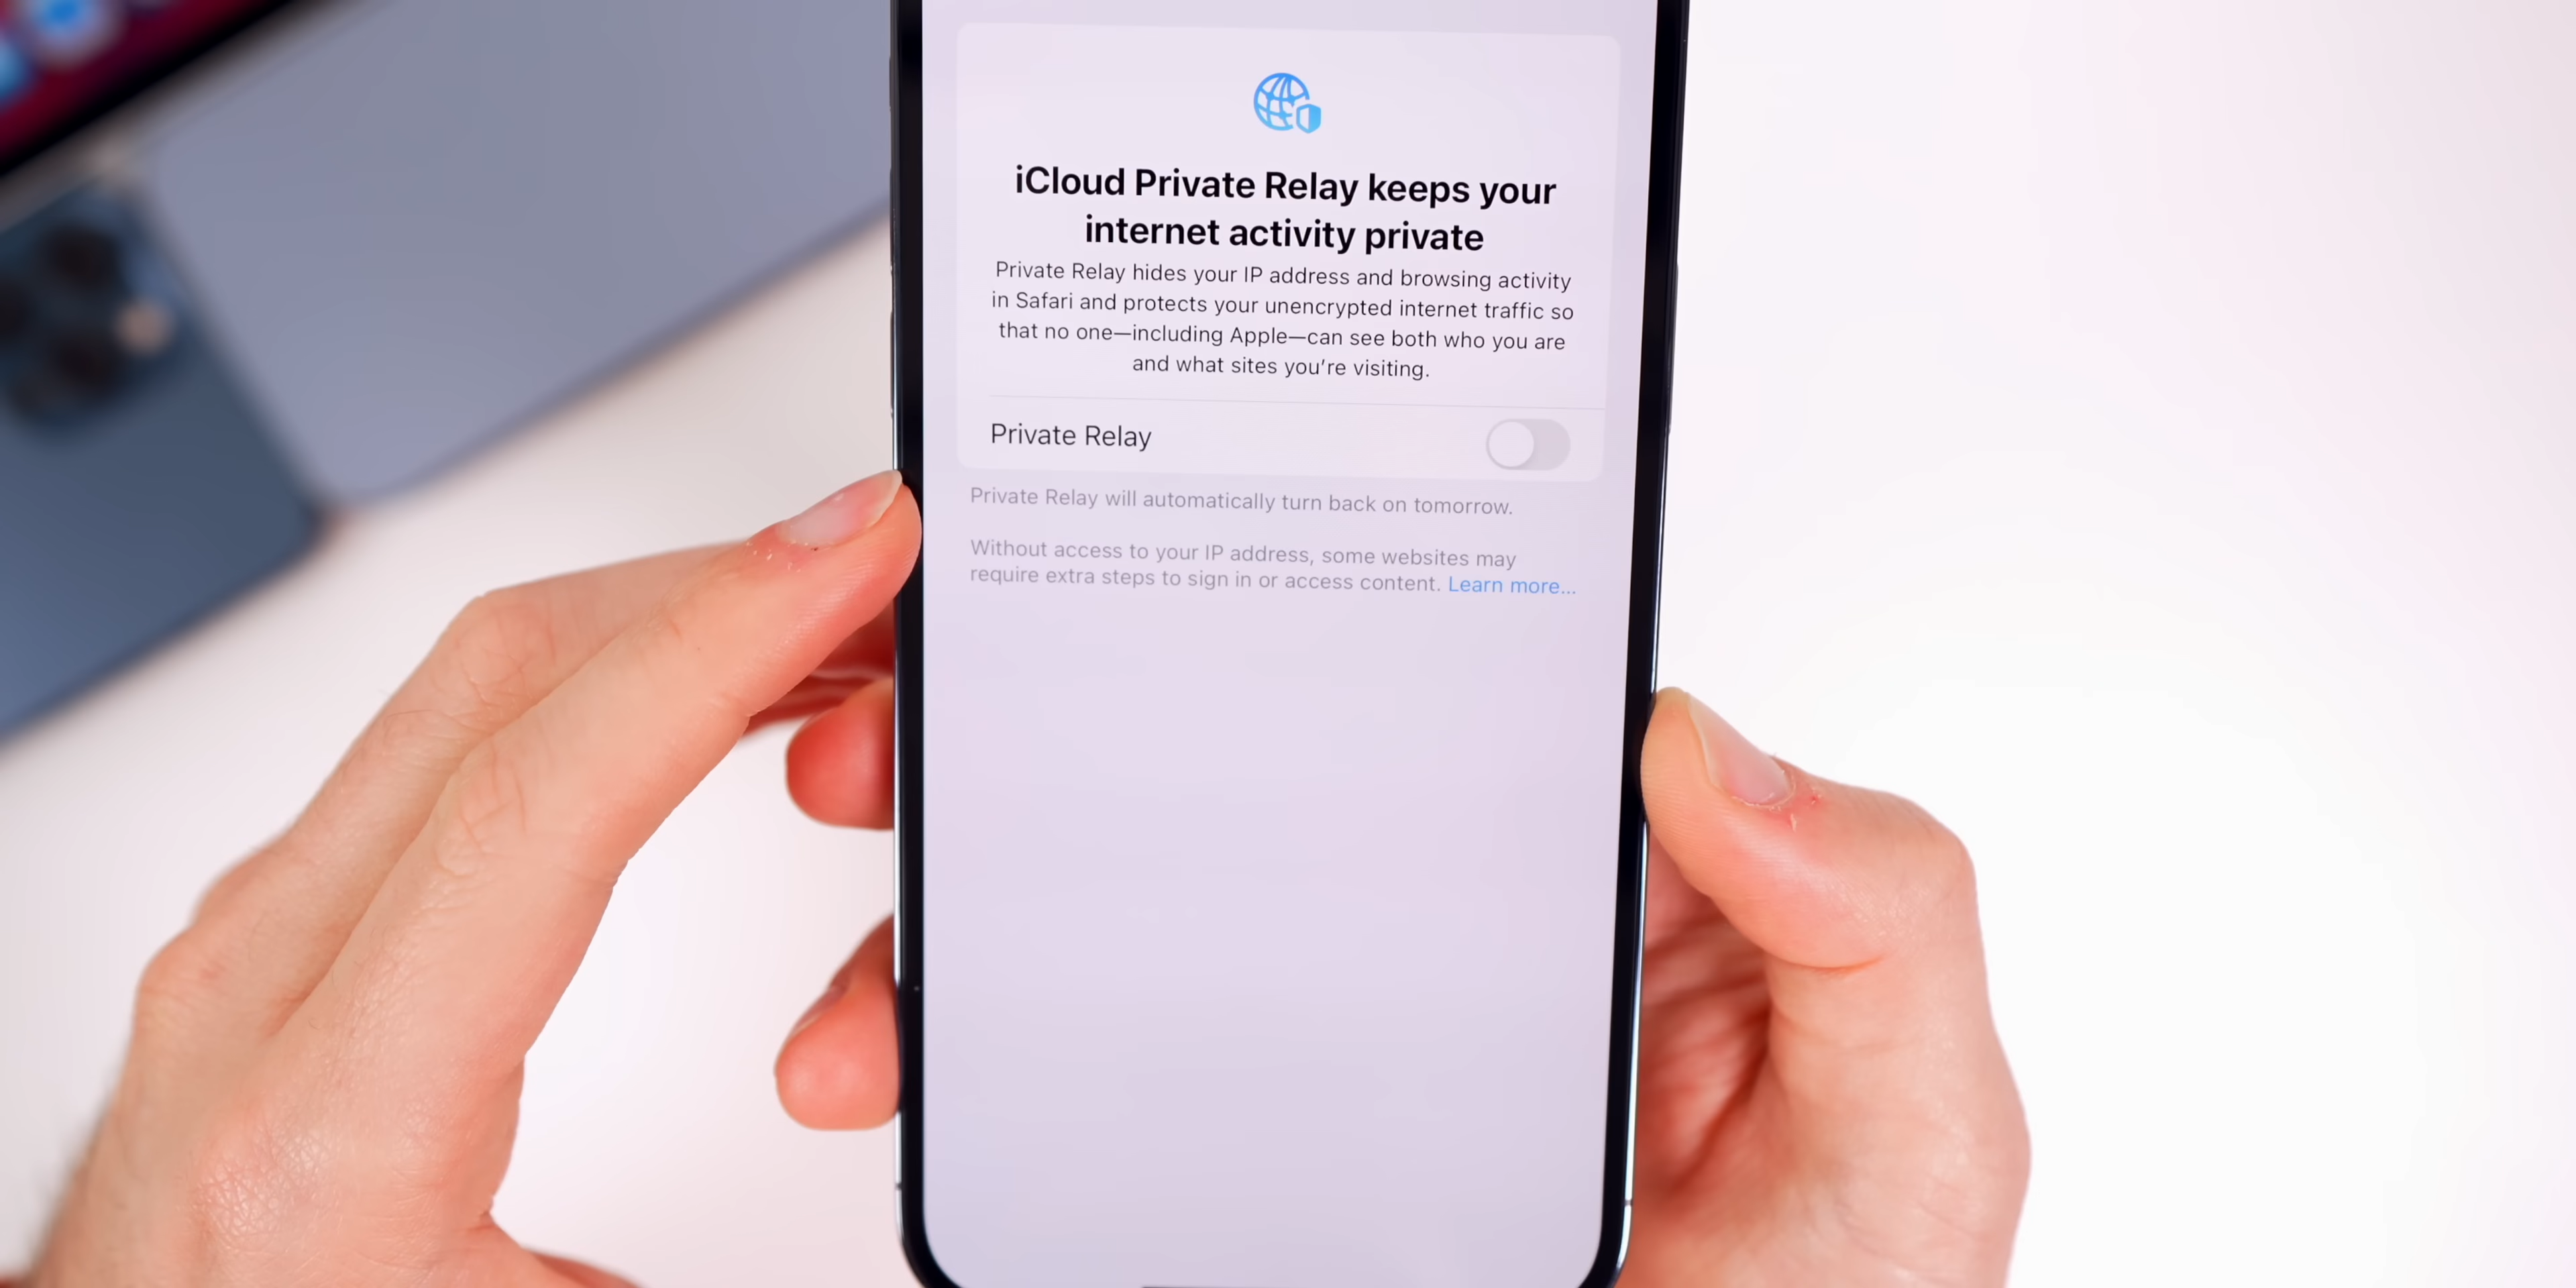 iCloud Private Relay keeps your
internet activity private
Private Relay hides your IP address and browsing activity
in Safari and protects your unencrypted internet traffic so
that no one—including Apple—can see both who you are
and what sites you’re visiting.
Private Relay
Private Relay will automatically turn back on tomorrow.
Without access to your IP address, some websites may
require extra steps to sign in or access content. Learn more...